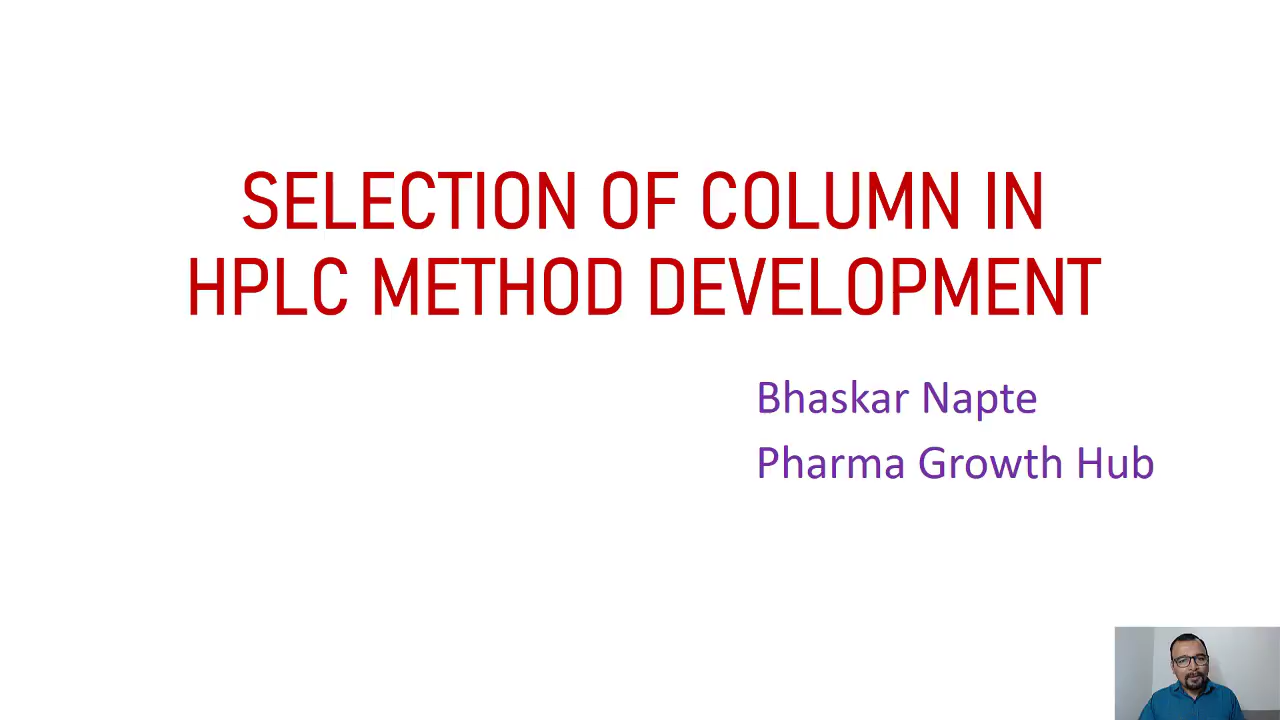 SELECTION OF COLUMN IN
HPLC METHOD DEVELOPMENT
Bhaskar Napte
Pharma Growth Hub